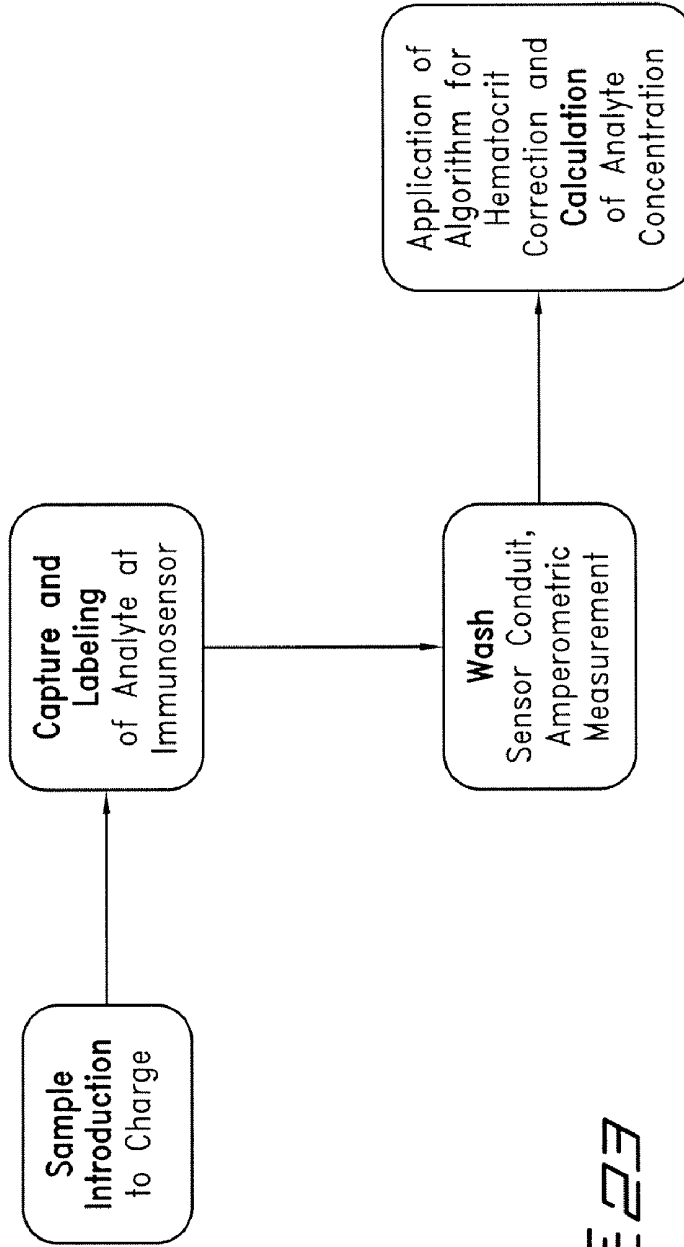 Sample
Introduction
to Charge
Capture and
Labeling
of Analyte at
Immunosensor
Wash
Sensor Conduit,
Amperometric
Measurement
Application of
Algorithm for
Hematocrit
Correction and
Calculation
of Analyte
Concentration
E 23